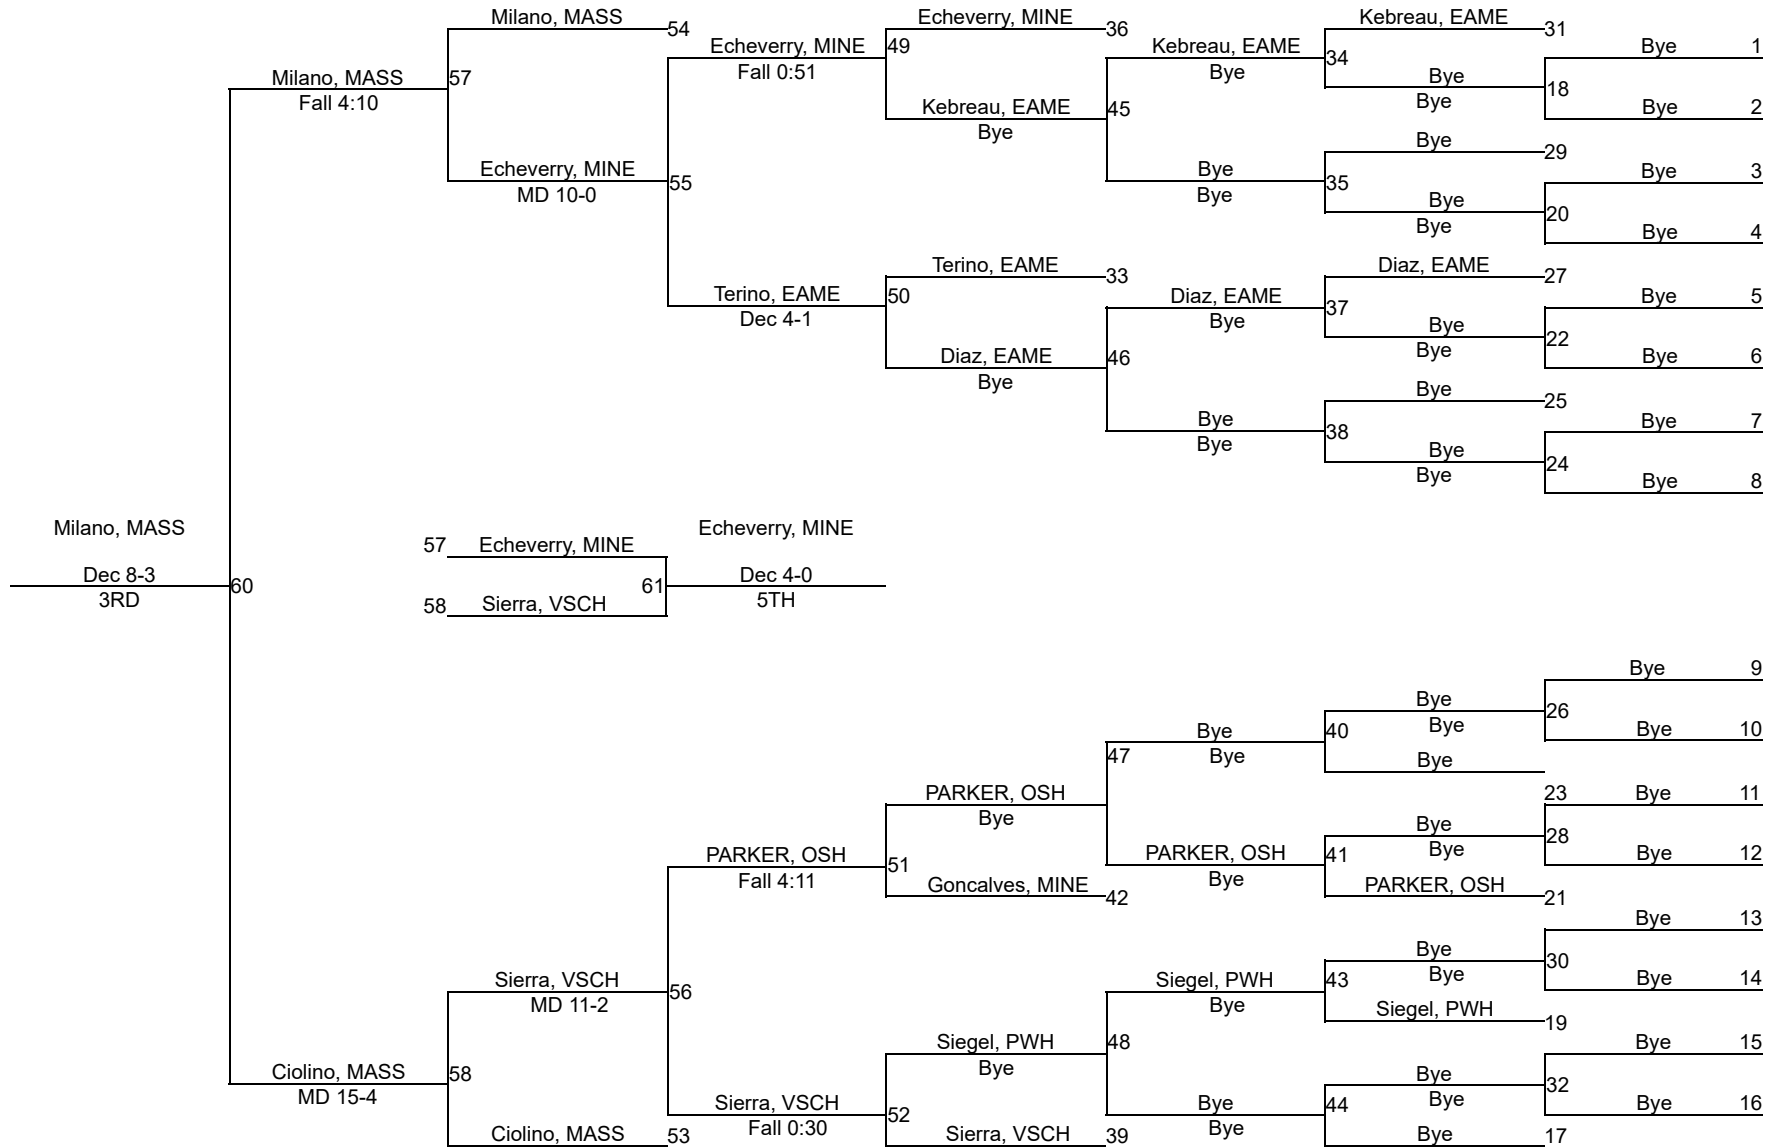 Milano, MASS
54
Echeverry, MINE
36
Kebreau, EAME
31
Echeverry, MINE
49
Kebreau, EAME
34
Bye 1
Fall 0:51
Bye
Milano, MASS
57
Bye
18
Fall 4:10
Bye
Kebreau, EAME
45
Bye 2
Bye
Bye
29
Echeverry, MINE
55
Bye
35
Bye 3
MD 10-0
Bye
Bye
20
Bye
Bye 4
Terino, EAME
33
Diaz, EAME
27
Terino, EAME
50
Diaz, EAME
37
Bye 5
Dec 4-1
Bye
Bye
22
Bye
Diaz, EAME
46
Bye 6
Bye
Bye
25
Bye
38
Bye 7
Bye
Bye
24
Bye
Bye 8
Milano, MASS
Echeverry, MINE
57 Echeverry, MINE
Dec 8-3
60
61
Dec 4-0
3RD
5TH
58 Sierra, VSCH
Bye 9
Bye
26
Bye
Bye
40
Bye 10
Bye
47
Bye
PARKER, OSH
23
Bye 11
Bye
Bye
28
Bye
PARKER, OSH
51
PARKER, OSH
41
Bye 12
Fall 4:11
Bye
Goncalves, MINE
42
PARKER, OSH
21
Bye 13
Bye
30
Bye
Sierra, VSCH
56
Siegel, PWH
43
Bye 14
MD 11-2
Bye
Siegel, PWH
19
Siegel, PWH
48
Bye 15
Bye
Ciolino, MASS
58
Bye
32
MD 15-4
Bye
Sierra, VSCH
52
Bye
44
Bye 16
Fall 0:30
Bye
Ciolino, MASS
53
Sierra, VSCH
39
Bye
17